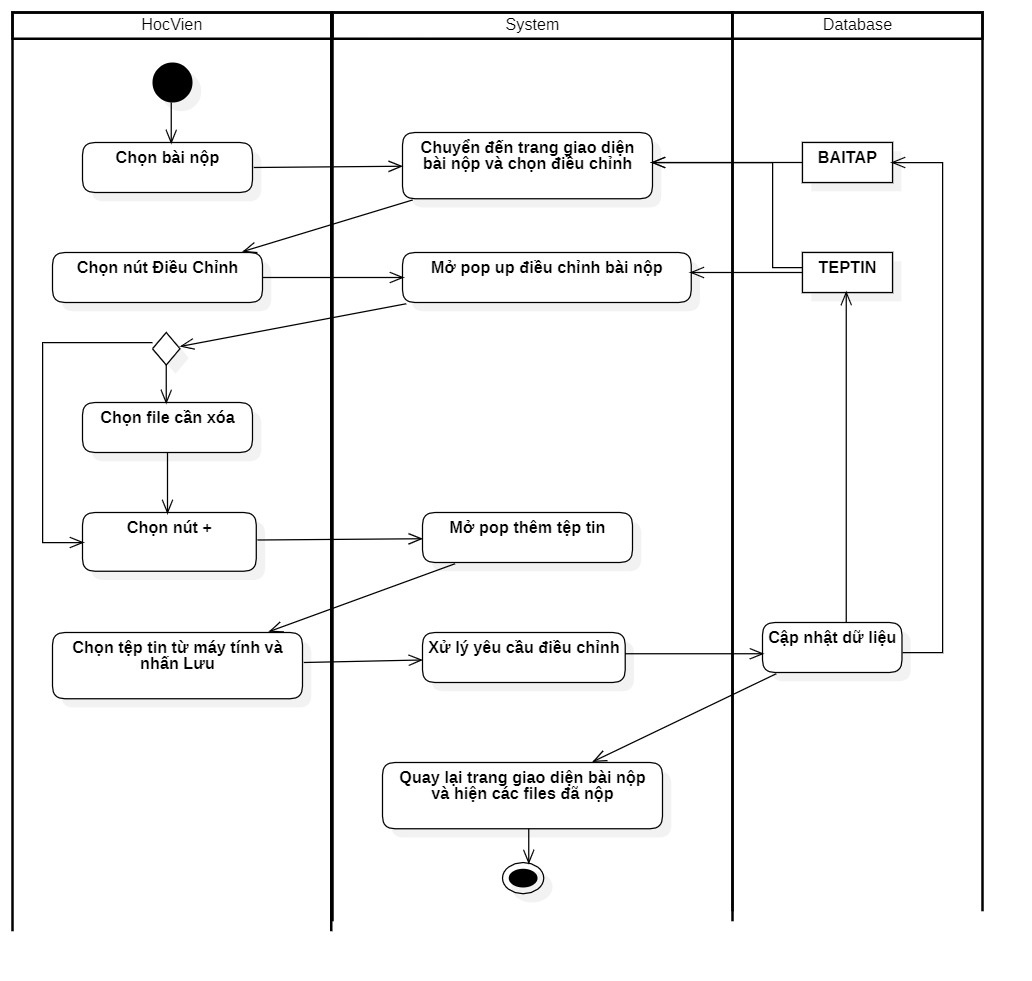 HocVien
System
Database
Chọn bài nộp
Chuyển đến trang giao diện
bài nộp và chọn điều chỉnh
BAITAP
Chọn nút Điều Chỉnh
Mở pop up điều chỉnh bài nộp
TEPTIN
Chọn file cần xóa
Chọn nút +
Mở pop thêm tệp tin
Chọn tệp tin từ máy tính và
nhấn Lưu
Xử lý yêu cầu điều chỉnh
Cập nhật dữ liệu
Quay lại trang giao diện bài nộp
và hiện các files đã nộp